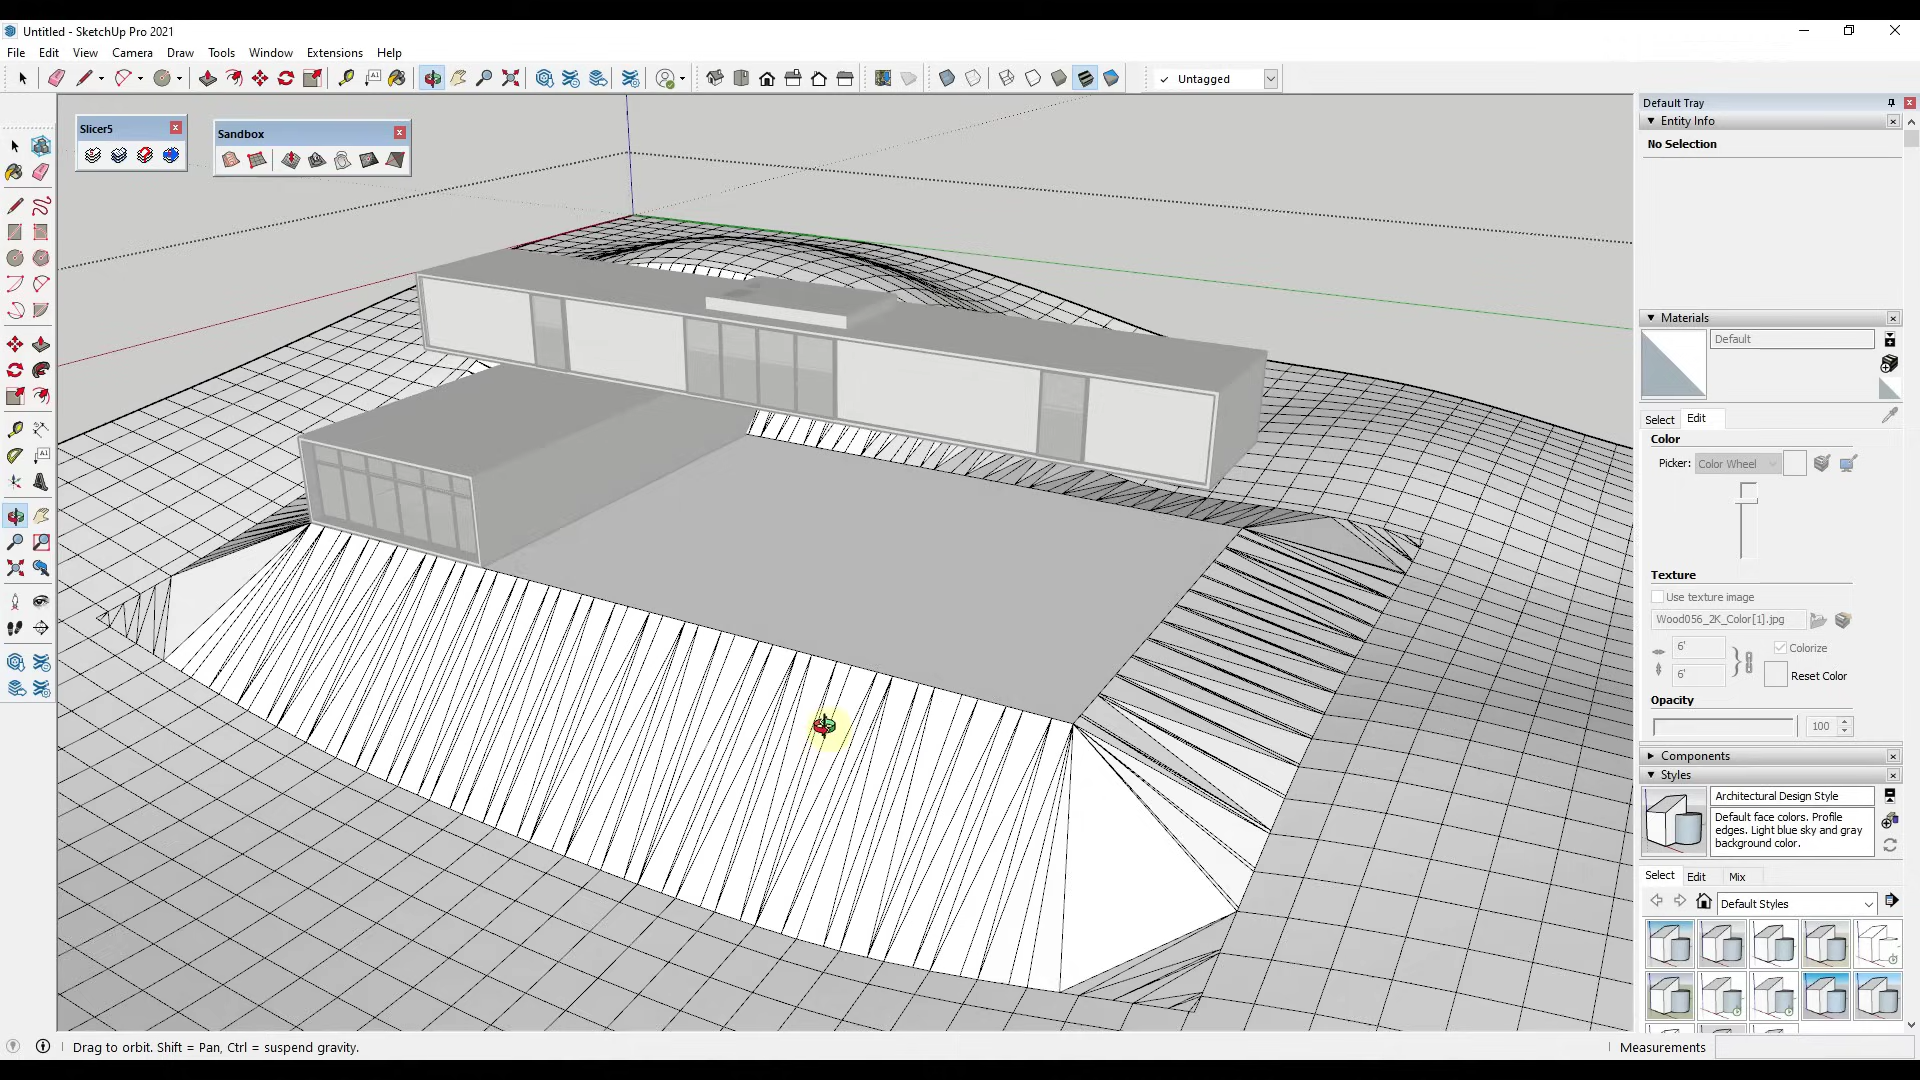 Untitled - SketchUp Pro 2021
File Edit View Camera Draw Tools Window Extensions Help
Untagged
Default Tray
Entity Info
No Selection
Slicer5
Sandbox
Materials
Default
Select Edit
Color
Picker: Color Wheel
Texture
Use texture image
Wood056_2K_Color[1].jpg
6' Colorize
6' Reset Color
Opacity
100
Components
Styles
Architectural Design Style
Default face colors. Profile
edges. Light blue sky and gray
background color.
Select Edit Mix
Default Styles
Drag to orbit. Shift = Pan, Ctrl = suspend gravity.
Measurements